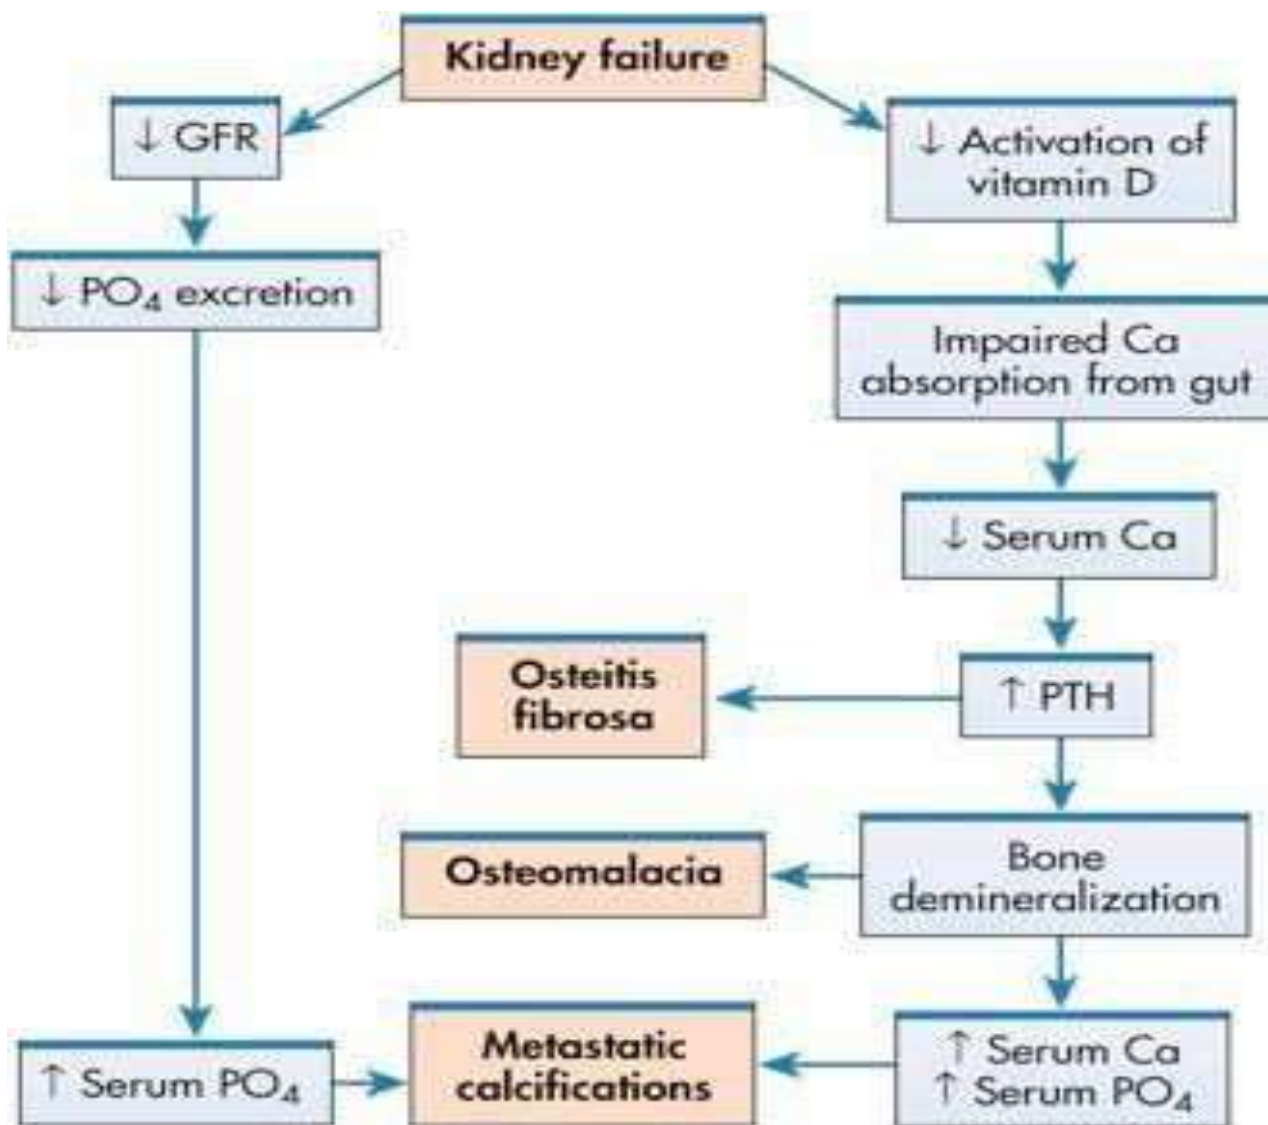 Kidney failure
↓ GFR
↓ Activation of
vitamin D
↓ PO₄ excretion
Impaired Ca
absorption from gut
↓ Serum Ca
Osteitis
fibrosa
↑ PTH
Osteomalacia
Bone
demineralization
↑ Serum PO₄
Metastatic
calcifications
↑ Serum Ca
↑ Serum PO₄